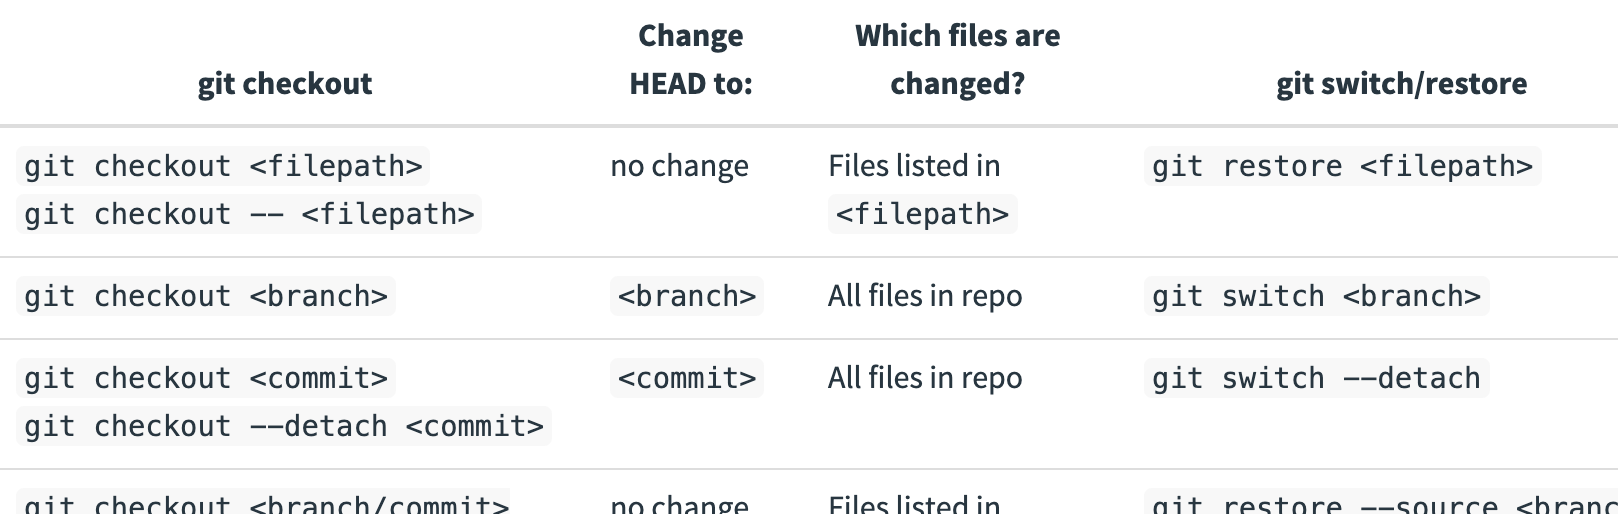 git checkout
Change
HEAD to:
Which files are
changed?
git switch/restore
git checkout <filepath>
git checkout -- <filepath>
no change
Files listed in
<filepath>
git restore <filepath>
git checkout <branch>
<branch>
All files in repo
git switch <branch>
git checkout <commit>
git checkout --detach <commit>
<commit>
All files in repo
git switch --detach
git checkout <branch/commit>
no change
Files listed in
git restore --source <branc